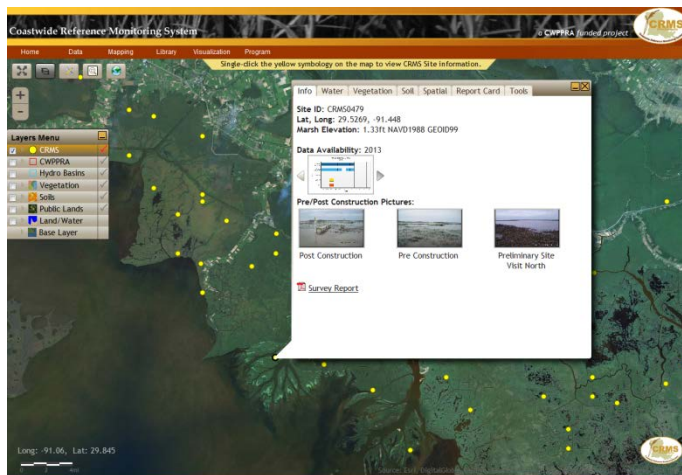 Coastwide Reference Monitoring System
a CWPPRA funded project
CRMS
Home Data Mapping Library Visualization Program
Single-click the yellow symbology on the map to view CRMS Site information.
Info Water Vegetation Soil Spatial Report Card Tools
Site ID: CRMS0479
Lat, Long: 29.5269, -91.448
Marsh Elevation: 1.33ft NAVD1988 GEOID99
Data Availability: 2013
Pre/Post Construction Pictures:
Post Construction Pre Construction Preliminary Site
Visit North
Survey Report
Layers Menu
CRMS
CWPPRA
Hydro Basins
Vegetation
Soils
Public Lands
Land/Water
Base Layer
Long: -91.06, Lat: 29.845
CRMS